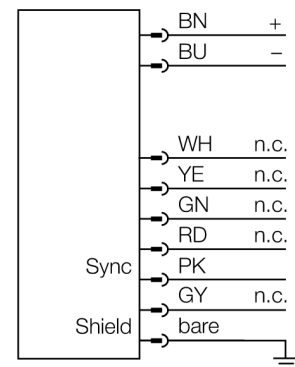 BN +
BU –
WH n.c.
YE n.c.
GN n.c.
RD n.c.
Sync PK
GY n.c.
Shield bare